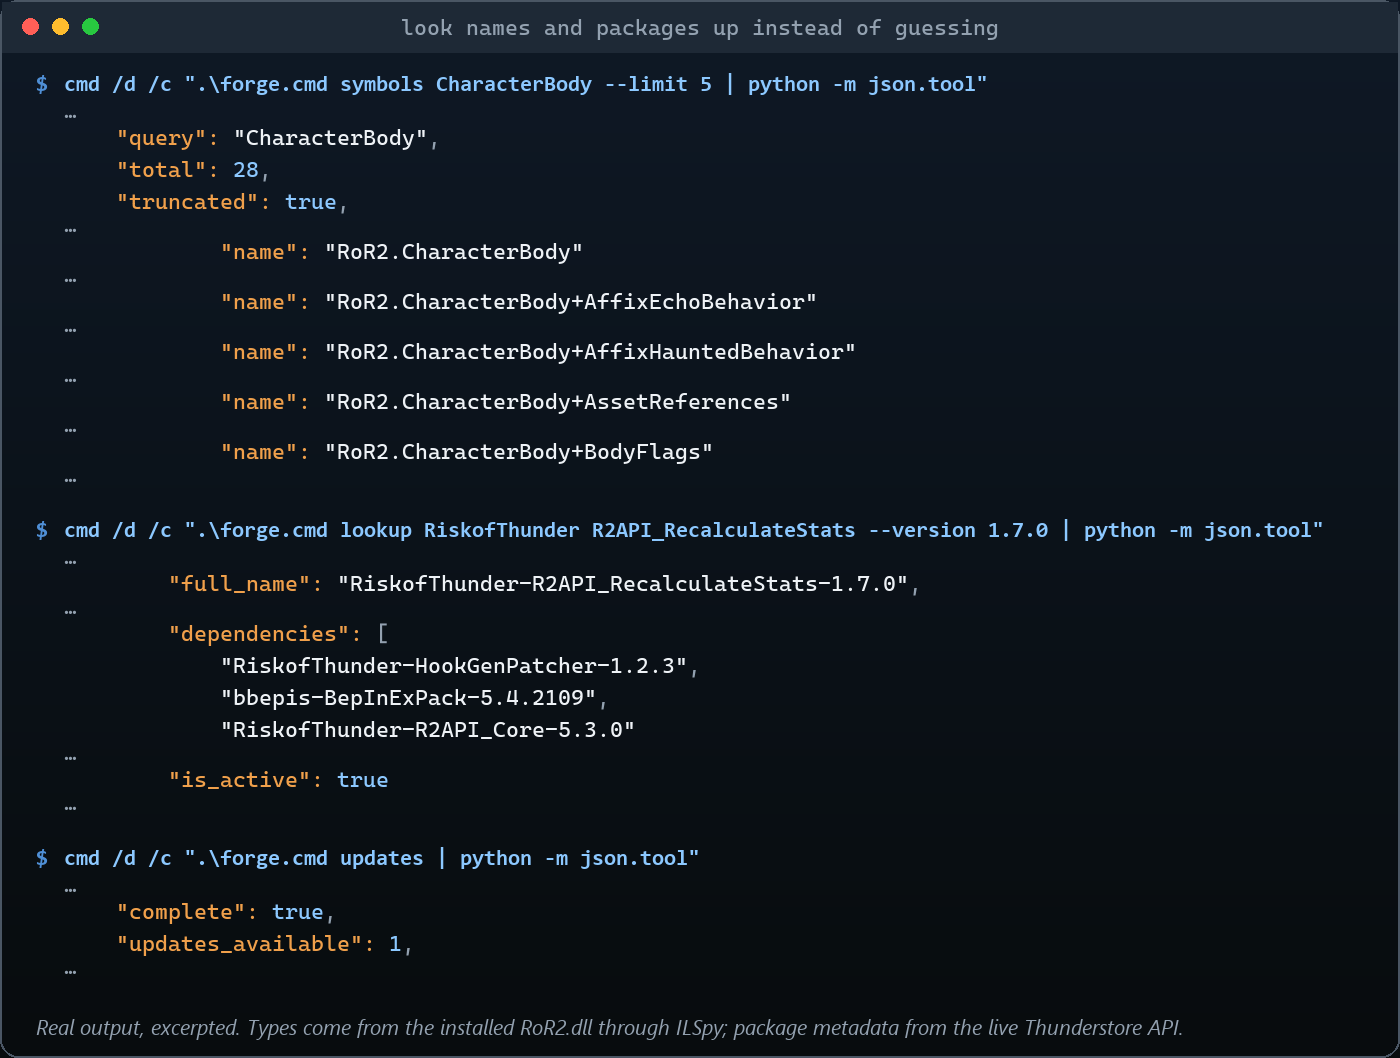 look names and packages up instead of guessing
$ cmd /d /c ".\forge.cmd symbols CharacterBody --limit 5 | python -m json.tool"
…
"query": "CharacterBody",
"total": 28,
"truncated": true,
…
"name": "RoR2.CharacterBody"
…
"name": "RoR2.CharacterBody+AffixEchoBehavior"
…
"name": "RoR2.CharacterBody+AffixHauntedBehavior"
…
"name": "RoR2.CharacterBody+AssetReferences"
…
"name": "RoR2.CharacterBody+BodyFlags"
…
$ cmd /d /c ".\forge.cmd lookup RiskofThunder R2API_RecalculateStats --version 1.7.0 | python -m json.tool"
…
"full_name": "RiskofThunder-R2API_RecalculateStats-1.7.0",
…
"dependencies": [
"RiskofThunder-HookGenPatcher-1.2.3",
"bbepis-BepInExPack-5.4.2109",
"RiskofThunder-R2API_Core-5.3.0"
…
"is_active": true
…
$ cmd /d /c ".\forge.cmd updates | python -m json.tool"
…
"complete": true,
"updates_available": 1,
…
Real output, excerpted. Types come from the installed RoR2.dll through ILSpy; package metadata from the live Thunderstore API.